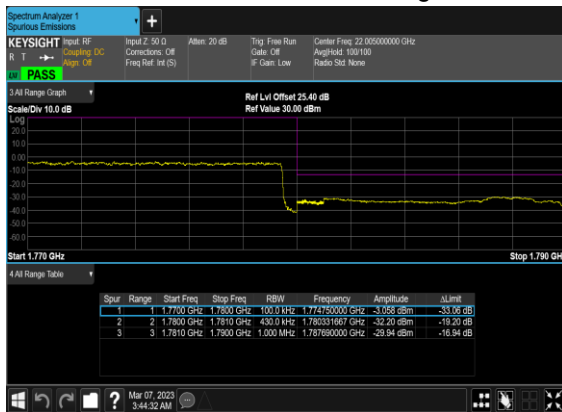 Spectrum Analyzer 1
Spurious Emissions
KEYSIGHT Input: RF Input Z: 50 Ω Atten: 20 dB Trig: Free Run Center Freq: 22.005000000 GHz
R T Coupling: DC Corrections: Off Gate: Off Avg|Hold: 100/100
Align: Off Freq Ref: Int (S) IF Gain: Low Radio Std: None
PASS
3 All Range Graph
Ref Lvl Offset 25.40 dB
Scale/Div 10.0 dB Ref Value 30.00 dBm
Log
20.0
10.0
0.00
-10.0
-20.0
-30.0
-40.0
-50.0
-60.0
Start 1.770 GHz Stop 1.790 GH
4 All Range Table
Spur Range Start Freq Stop Freq RBW Frequency Amplitude ΔLimit
1 1 1.7700 GHz 1.7800 GHz 100.0 kHz 1.774750000 GHz -3.058 dBm -33.06 dB
2 2 1.7800 GHz 1.7810 GHz 430.0 kHz 1.780331667 GHz -32.20 dBm -19.20 dB
3 3 1.7810 GHz 1.7900 GHz 1.000 MHz 1.787690000 GHz -29.94 dBm -16.94 dB
? Mar 07, 2023
3:44:32 AM